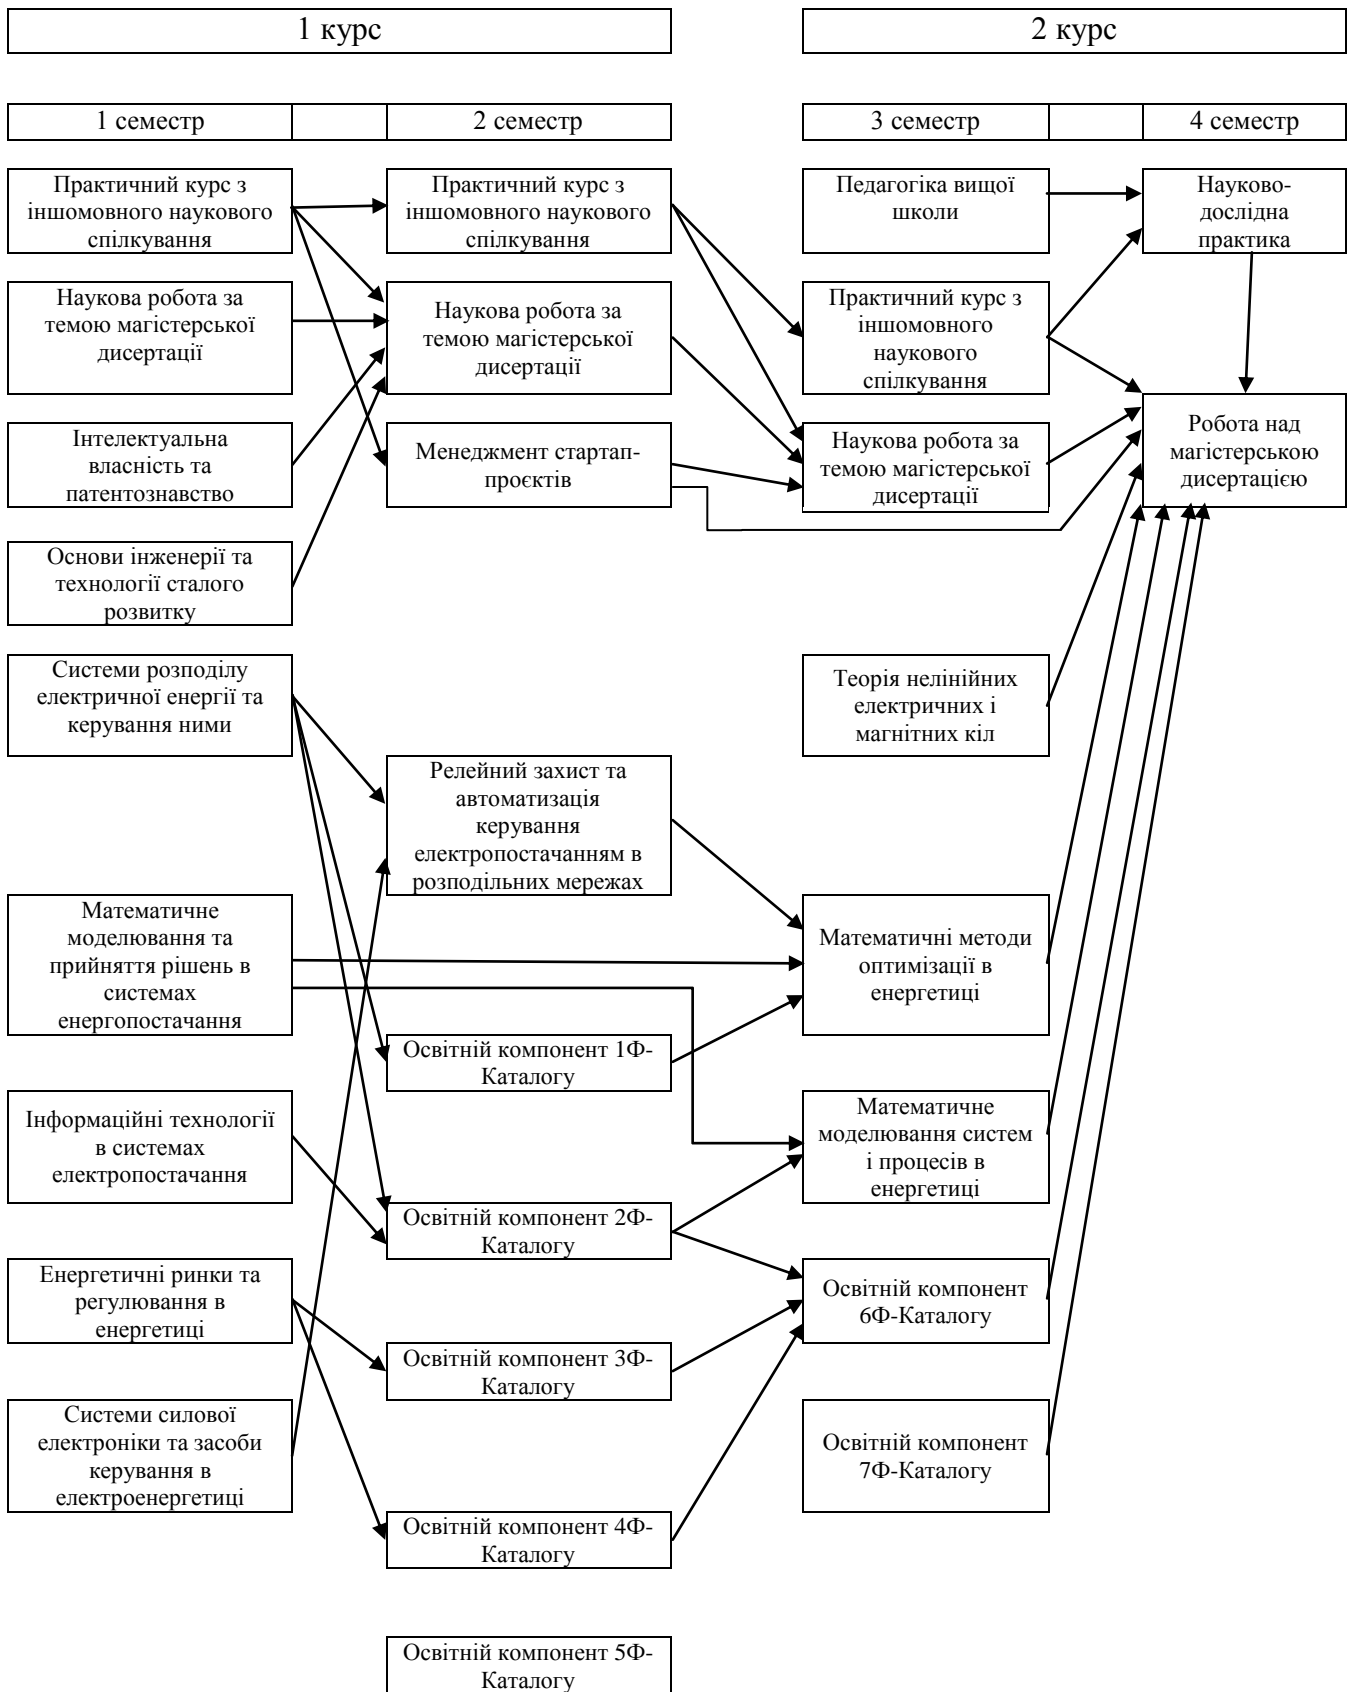 1 курс
2 курс
1 семестр
2 семестр
3 семестр
4 семестр
Практичний курс з
іншомовного наукового
спілкування
Наукова робота за
темою магістерської
дисертації
Інтелектуальна
власність та
патентознавство
Основи інженерії та
технології сталого
розвитку
Системи розподілу
електричної енергії та
керування ними
Математичне
моделювання та
прийняття рішень в
системах
енергопостачання
Інформаційні технології
в системах
електропостачання
Енергетичні ринки та
регулювання в
енергетиці
Системи силової
електроніки та засоби
керування в
електроенергетиці
Практичний курс з
іншомовного наукового
спілкування
Наукова робота за
темою магістерської
дисертації
Менеджмент стартап-
проєктів
Релейний захист та
автоматизація
керування
електропостачанням в
розподільних мережах
Освітній компонент 1Ф-
Каталогу
Освітній компонент 2Ф-
Каталогу
Освітній компонент 3Ф-
Каталогу
Освітній компонент 4Ф-
Каталогу
Освітній компонент 5Ф-
Каталогу
Педагогіка вищої
школи
Практичний курс з
іншомовного
наукового
спілкування
Наукова робота за
темою магістерської
дисертації
Теорія нелінійних
електричних і
магнітних кіл
Математичні методи
оптимізації в
енергетиці
Математичне
моделювання систем
і процесів в
енергетиці
Освітній компонент
6Ф-Каталогу
Освітній компонент
7Ф-Каталогу
Науково-
дослідна
практика
Робота над
магістерською
дисертацією